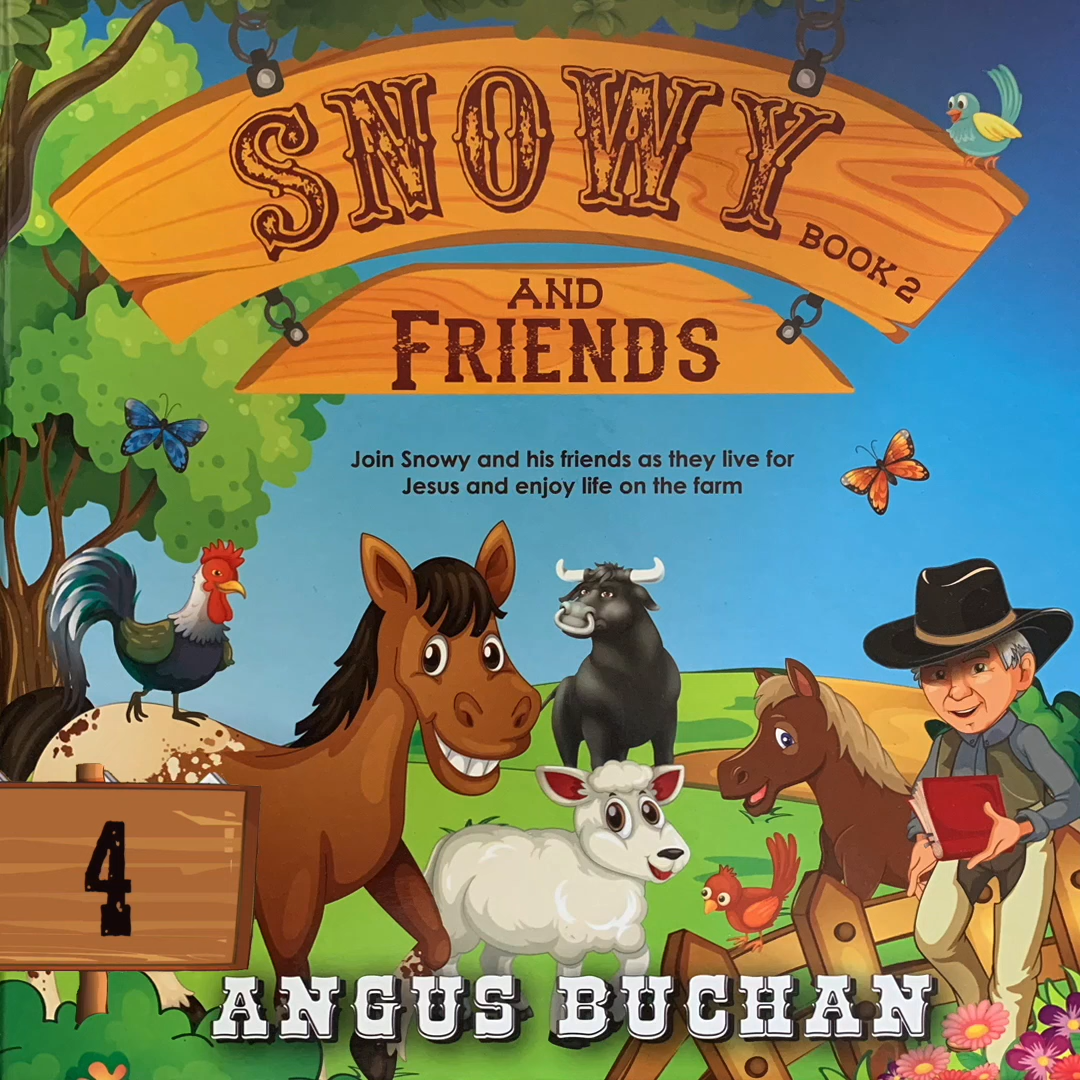 SNOWY
BOOK 2
AND
FRIENDS
Join Snowy and his friends as they live for
Jesus and enjoy life on the farm
4
ANGUS BUCHAN